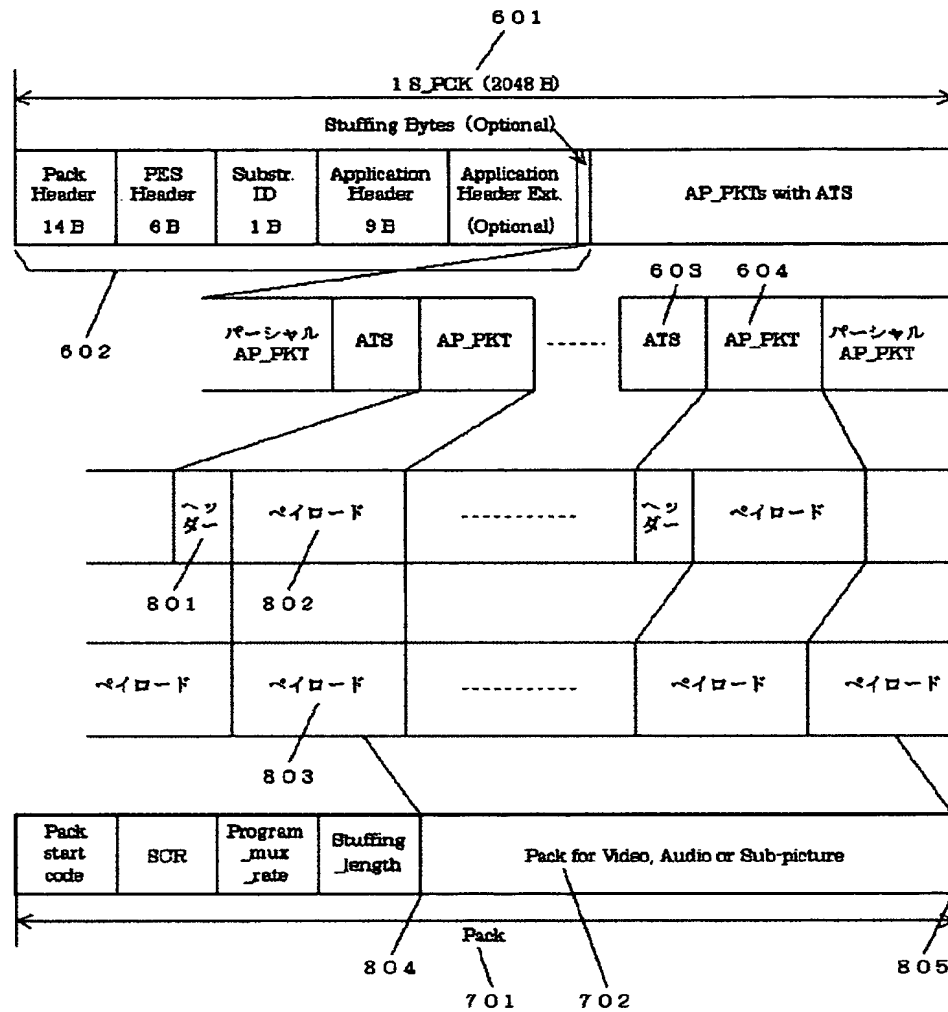 601
1 S_PCK (2048 B)
Stuffing Bytes (Optional)
Pack Header 14 B
PES Header 6 B
Substr. ID 1 B
Application Header 9 B
Application Header Ext. (Optional)
AP_PKTs with ATS
602
603
604
パーシャル AP_PKT
ATS
AP_PKT
ATS
AP_PKT
パーシャル AP_PKT
ヘッダー
ペイロード
ヘッダー
ペイロード
801
802
ペイロード
ペイロード
ペイロード
ペイロード
803
Pack start code
SCR
Program _mux _rate
Stuffing _length
Pack for Video, Audio or Sub-picture
Pack
804
805
701
702